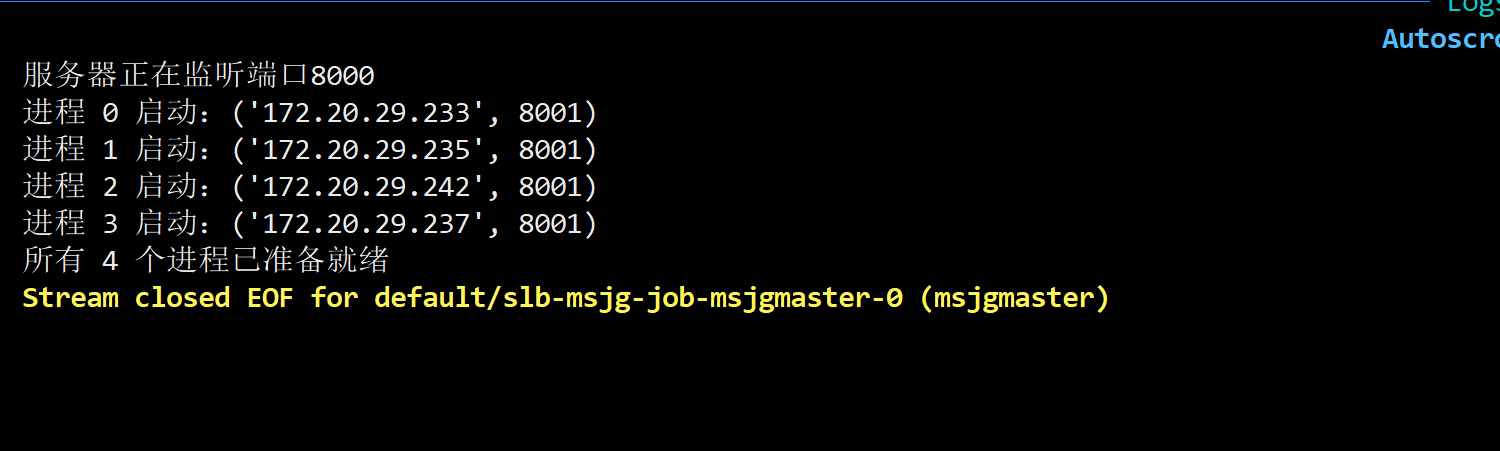 Logs
Autoscro
服务器正在监听端口8000
进程 0 启动：('172.20.29.233', 8001)
进程 1 启动：('172.20.29.235', 8001)
进程 2 启动：('172.20.29.242', 8001)
进程 3 启动：('172.20.29.237', 8001)
所有 4 个进程已准备就绪
Stream closed EOF for default/slb-msjg-job-msjgmaster-0 (msjgmaster)